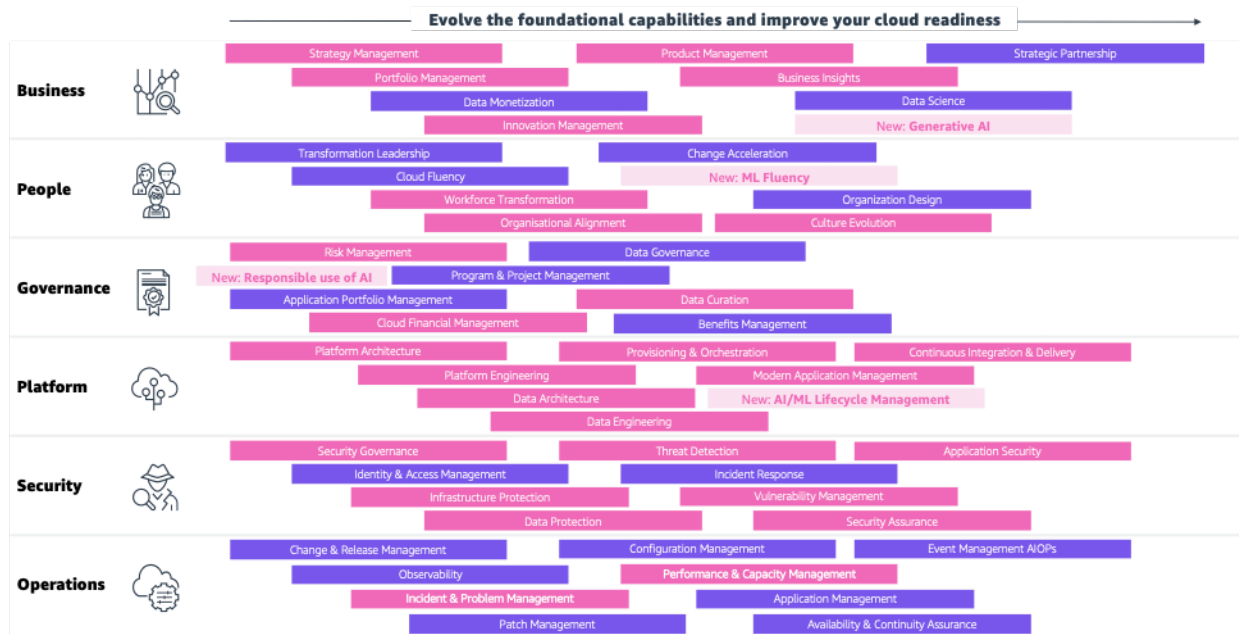 Evolve the foundational capabilities and improve your cloud readiness
Business
Strategy Management
Product Management
Strategic Partnership
Portfolio Management
Business Insights
Data Monetization
Data Science
Innovation Management
New: Generative AI
People
Transformation Leadership
Change Acceleration
Cloud Fluency
New: ML Fluency
Workforce Transformation
Organization Design
Organisational Alignment
Culture Evolution
Governance
Risk Management
Data Governance
New: Responsible use of AI
Program & Project Management
Application Portfolio Management
Data Curation
Cloud Financial Management
Benefits Management
Platform
Platform Architecture
Provisioning & Orchestration
Continuous Integration & Delivery
Platform Engineering
Modern Application Management
Data Architecture
New: AI/ML Lifecycle Management
Data Engineering
Security
Security Governance
Threat Detection
Application Security
Identity & Access Management
Incident Response
Infrastructure Protection
Vulnerability Management
Data Protection
Security Assurance
Operations
Change & Release Management
Configuration Management
Event Management AIOPs
Observability
Performance & Capacity Management
Incident & Problem Management
Application Management
Patch Management
Availability & Continuity Assurance